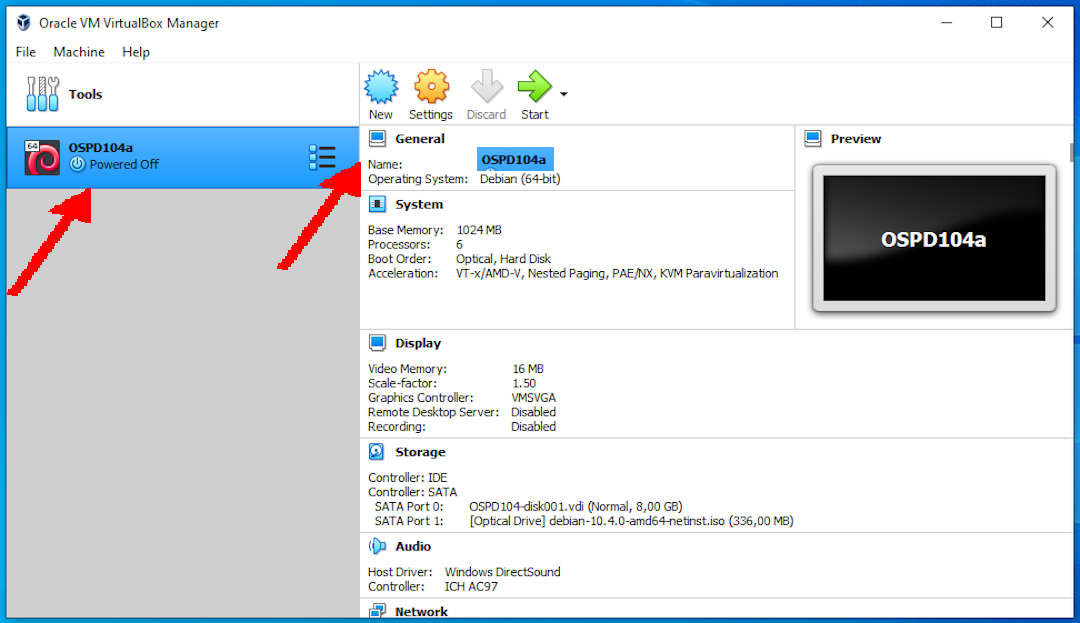 Oracle VM VirtualBox Manager
File Machine Help
Tools
New Settings Discard Start
64
OSPD104a
Powered Off
General
Name: OSPD104a
Operating System: Debian (64-bit)
Preview
OSPD104a
System
Base Memory: 1024 MB
Processors: 6
Boot Order: Optical, Hard Disk
Acceleration: VT-x/AMD-V, Nested Paging, PAE/NX, KVM Paravirtualization
Display
Video Memory: 16 MB
Scale-factor: 1.50
Graphics Controller: VMSVGA
Remote Desktop Server: Disabled
Recording: Disabled
Storage
Controller: IDE
Controller: SATA
SATA Port 0: OSPD104-disk001.vdi (Normal, 8,00 GB)
SATA Port 1: [Optical Drive] debian-10.4.0-amd64-netinst.iso (336,00 MB)
Audio
Host Driver: Windows DirectSound
Controller: ICH AC97
Network